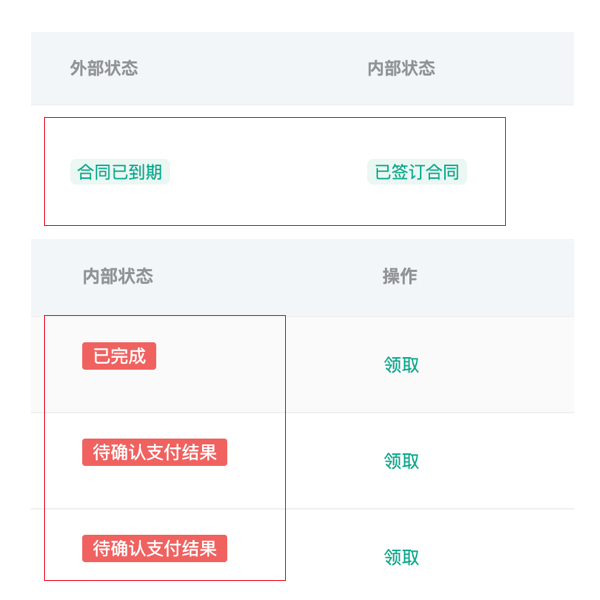 外部状态 内部状态
合同已到期 已签订合同
内部状态 操作
已完成 领取
待确认支付结果 领取
待确认支付结果 领取